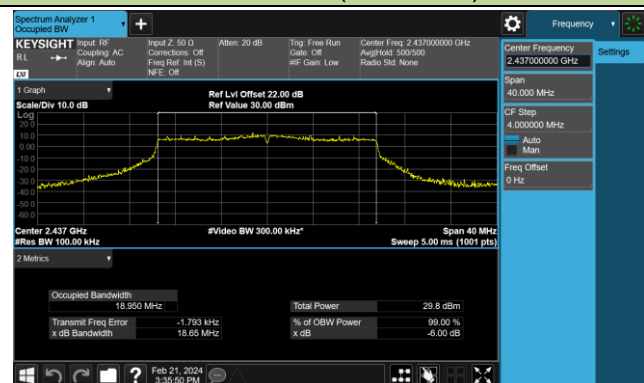 Spectrum Analyzer 1
Occupied BW
+
Frequency
KEYSIGHT
Input: RF
Coupling: AC
Align: Auto
Input Z: 50 Ω
Corrections: Off
Freq Ref: Int (S)
NFE: Off
Atten: 20 dB
Trig: Free Run
Gate: Off
#IF Gain: Low
Center Freq: 2.437000000 GHz
Avg|Hold: 500/500
Radio Std: None
RL
LXI
Center Frequency
2.437000000 GHz
Settings
Span
40.000 MHz
CF Step
4.000000 MHz
Auto
Man
Freq Offset
0 Hz
1 Graph
Scale/Div 10.0 dB
Ref Lvl Offset 22.00 dB
Ref Value 30.00 dBm
Log
20.0
10.0
0.00
-10.0
-20.0
-30.0
-40.0
-50.0
-60.0
Center 2.437 GHz
#Res BW 100.00 kHz
#Video BW 300.00 kHz*
Span 40 MHz
Sweep 5.00 ms (1001 pts)
2 Metrics
Occupied Bandwidth
18.950 MHz
Total Power 29.8 dBm
Transmit Freq Error -1.793 kHz
% of OBW Power 99.00 %
x dB Bandwidth 18.65 MHz
x dB -6.00 dB
?
Feb 21, 2024
3:35:50 PM